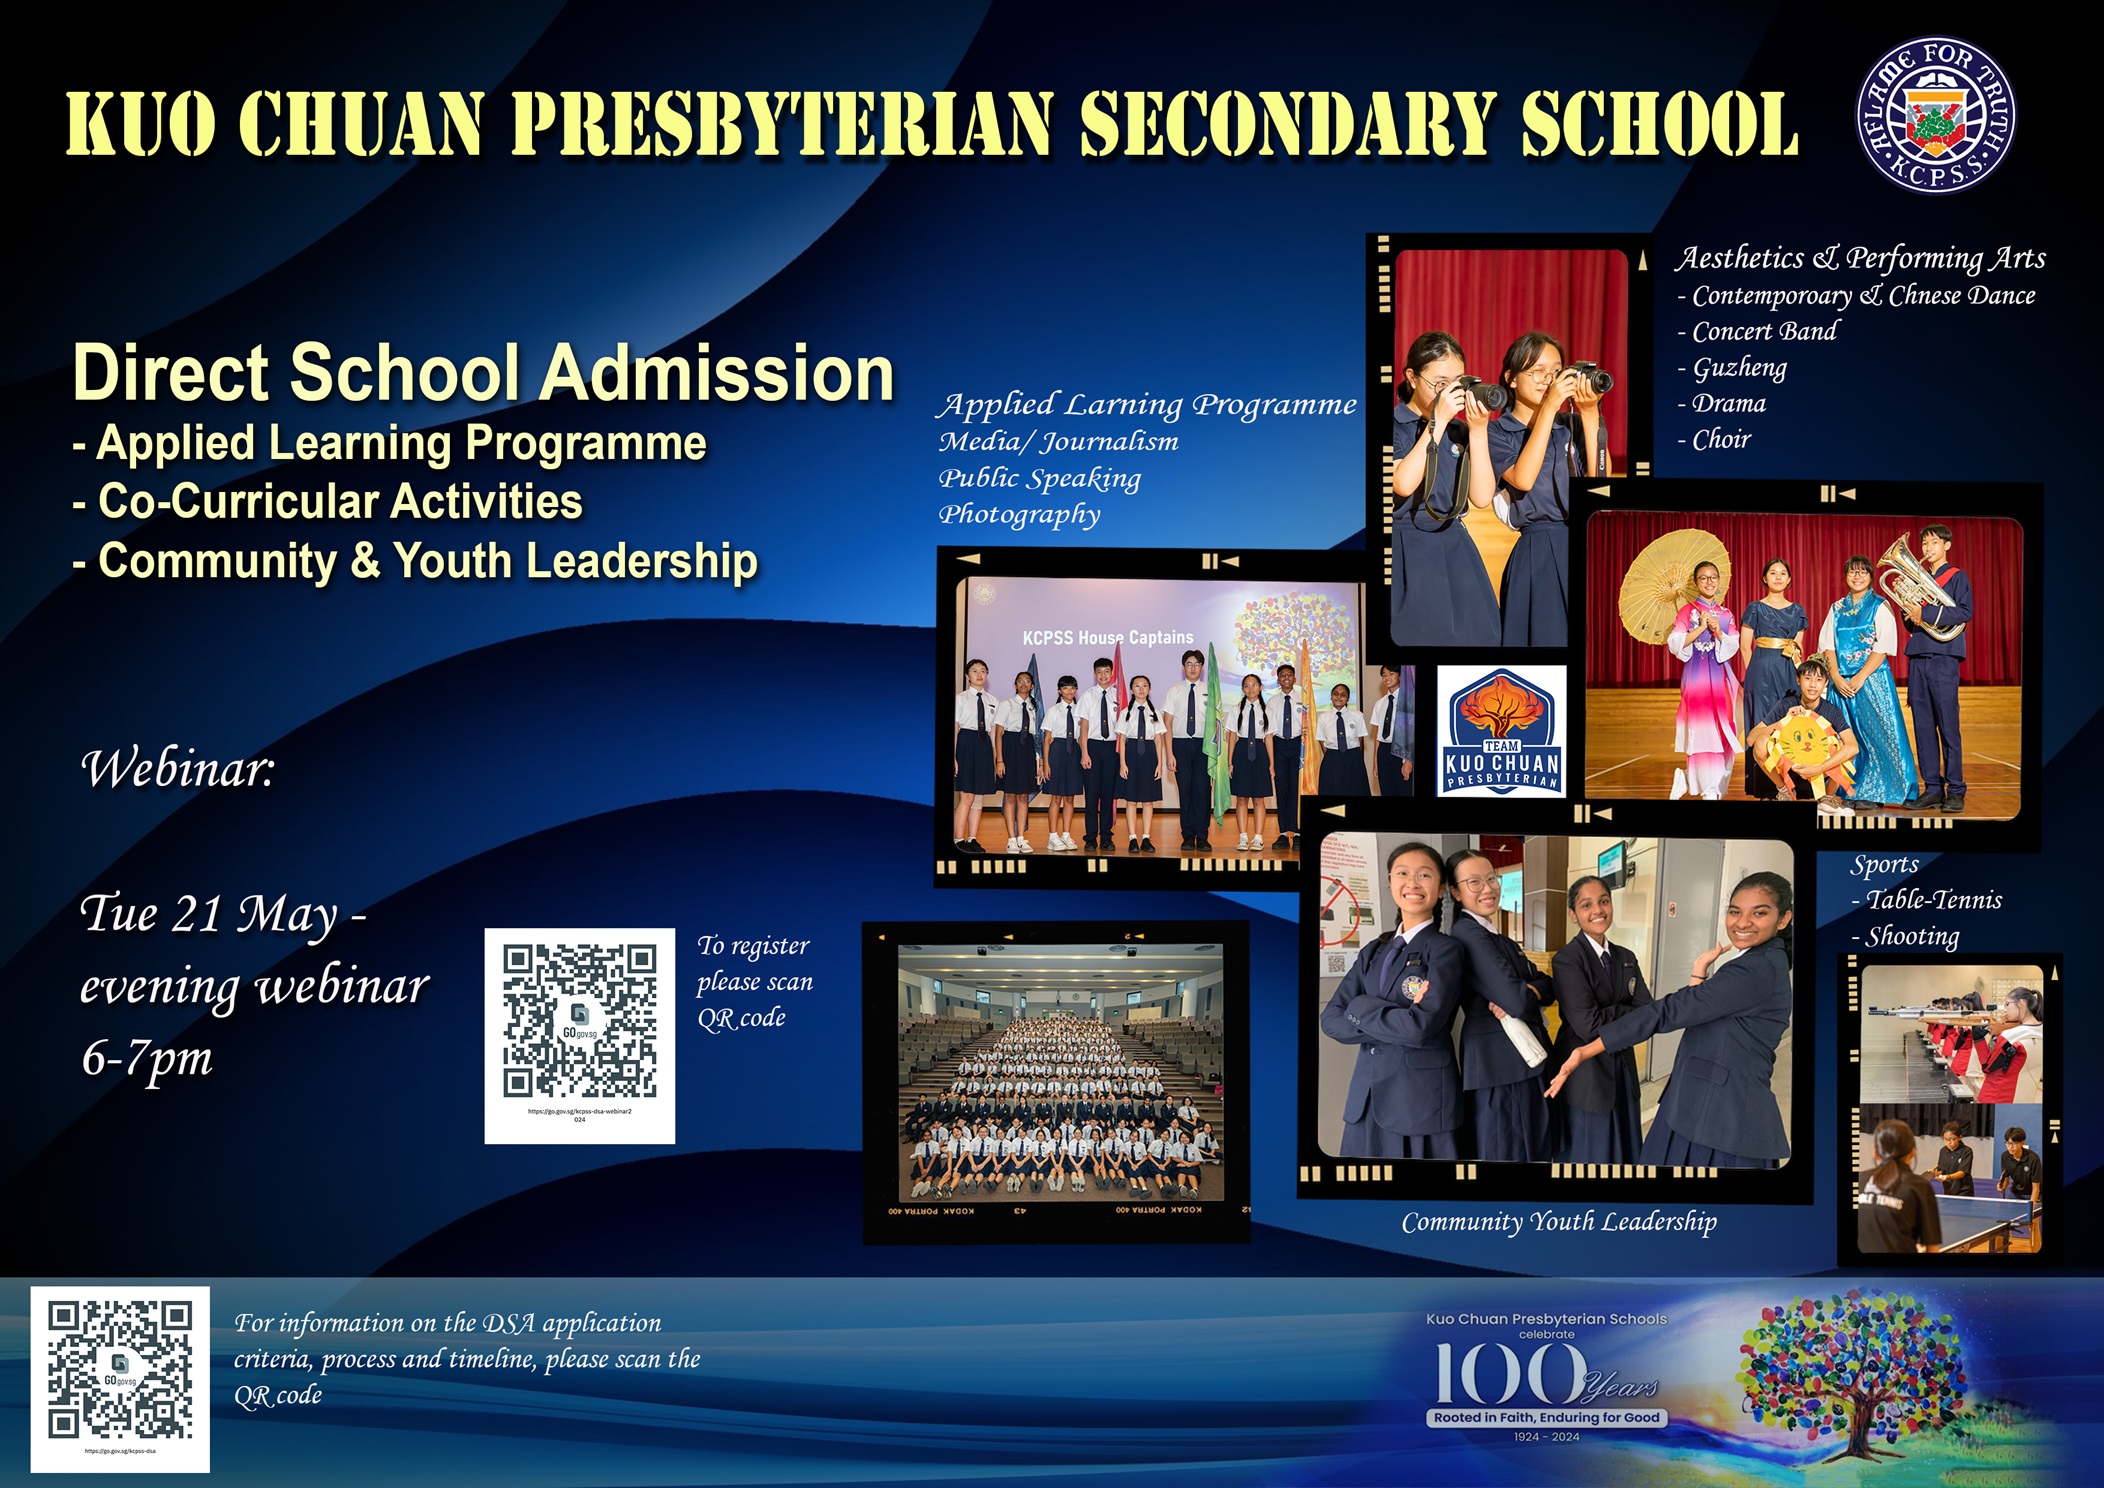 KUO CHUAN PRESBYTERIAN SECONDARY SCHOOL
AFLAME FOR TRUTH
K.C.P.S.S.
Direct School Admission
- Applied Learning Programme
- Co-Curricular Activities
- Community & Youth Leadership
Applied Larning Programme
Media/ Journalism
Public Speaking
Photography
Canon
Aesthetics & Performing Arts
- Contemporoary & Chnese Dance
- Concert Band
- Guzheng
- Drama
- Choir
KCPSS House Captains
TEAM
KUO CHUAN
PRESBYTERIAN
Webinar:
Tue 21 May -
evening webinar
6-7pm
GO.gov.sg
https://go.gov.sg/kcpss-dsa-webinar2
024
To register
please scan
QR code
KODAK PORTRA 400
43
KODAK PORTRA 400
Community Youth Leadership
Sports
- Table-Tennis
- Shooting
BLE TENNIS
GO.gov.sg
https://go.gov.sg/kcpss-dsa
For information on the DSA application
criteria, process and timeline, please scan the
QR code
Kuo Chuan Presbyterian Schools
celebrate
100 Years
Rooted in Faith, Enduring for Good
1924 - 2024